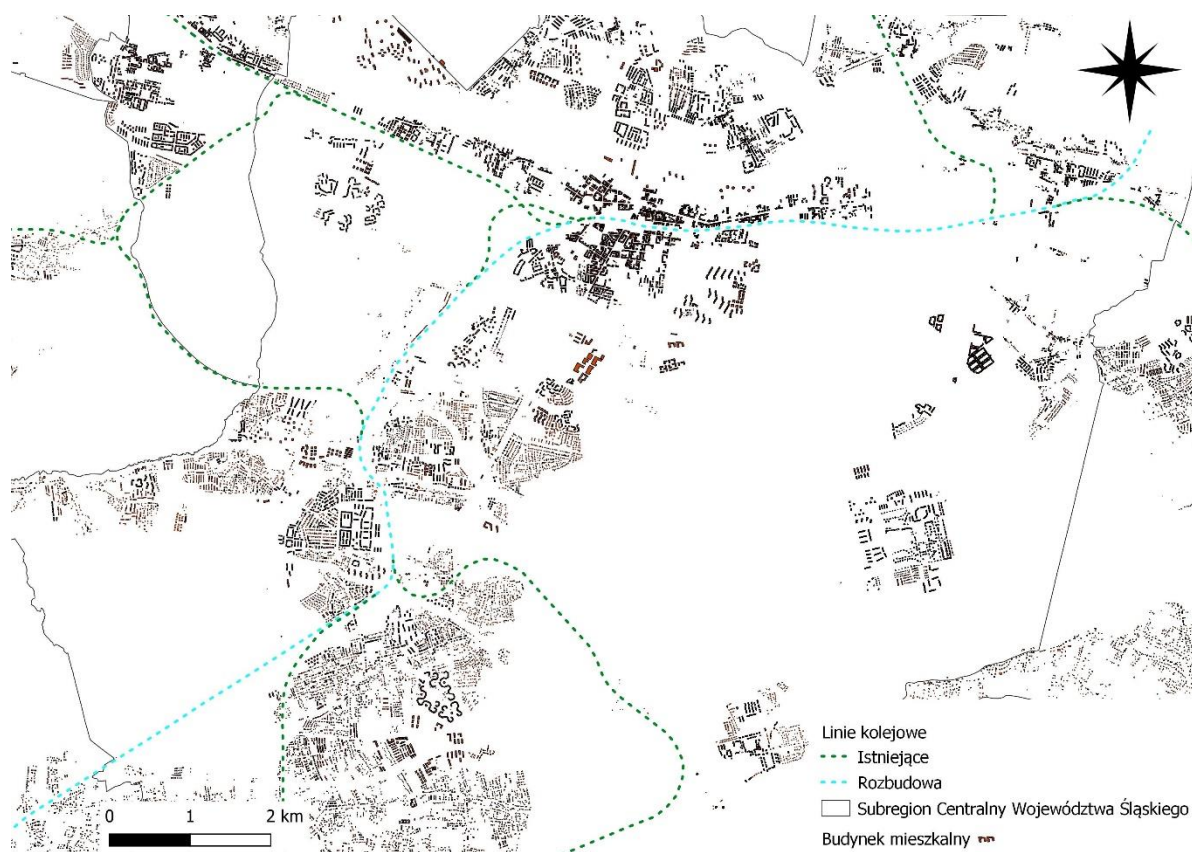 Linie kolejowe
Istniejące
Rozbudowa
Subregion Centralny Województwa Śląskiego
Budynek mieszkalny
0 1 2 km